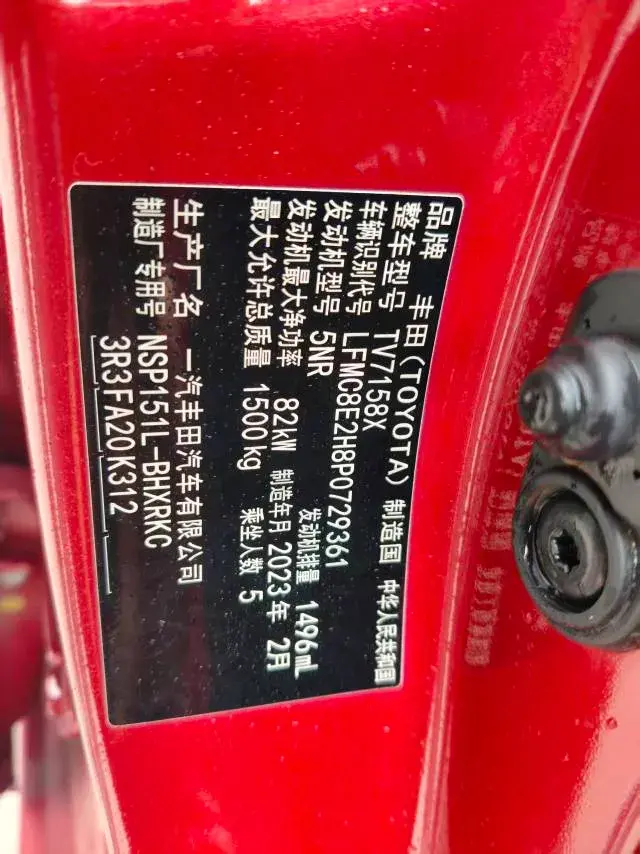 品牌 丰田(TOYOTA) 制造国 中华人民共和国
整车型号 TV7158X
车辆识别代号 LFMC8E2H8P0729361
发动机型号 5NR 发动机排量 1496mL
发动机最大净功率 82kW 制造年月 2023年 2月
最大允许总质量 1500kg 乘坐人数 5
生产厂名 一汽丰田汽车有限公司
制造厂专用号 NSP151L-BHXRKC
3R3FA20 K312